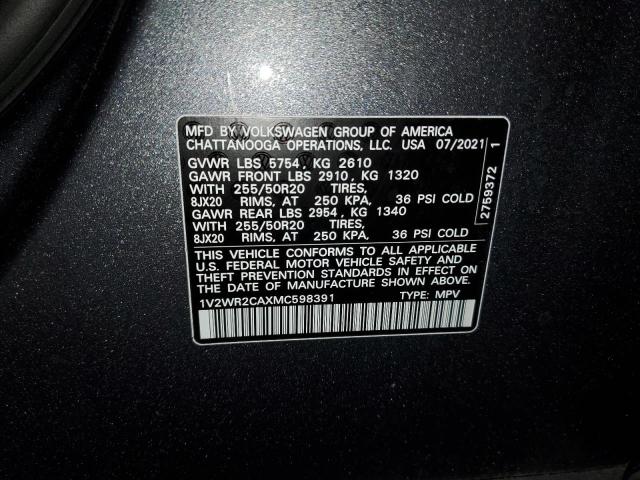 MFD BY VOLKSWAGEN GROUP OF AMERICA
CHATTANOOGA OPERATIONS, LLC. USA 07/2021
GVWR LBS 5754 , KG 2610
GAWR FRONT LBS 2910 , KG 1320
WITH 255/50R20 TIRES,
8JX20 RIMS, AT 250 KPA, 36 PSI COLD
GAWR REAR LBS 2954 , KG 1340
WITH 255/50R20 TIRES,
8JX20 RIMS, AT 250 KPA, 36 PSI COLD
THIS VEHICLE CONFORMS TO ALL APPLICABLE
U.S. FEDERAL MOTOR VEHICLE SAFETY AND
THEFT PREVENTION STANDARDS IN EFFECT ON
THE DATE OF MANUFACTURE SHOWN ABOVE.
1V2WR2CAXMC598391 TYPE: MPV
2759372 1